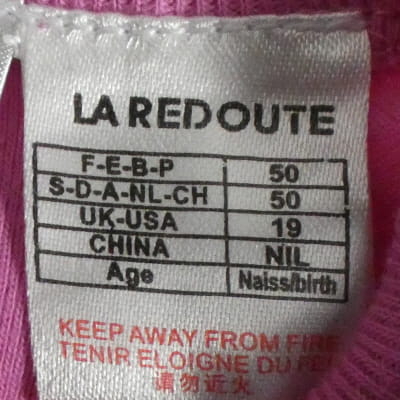 LA REDOUTE
F-E-B-P 50
S-D-A-NL-CH 50
UK-USA 19
CHINA NIL
Age Naiss/birth
KEEP AWAY FROM FIRE
TENIR ELOIGNE DU FEU
請勿近火